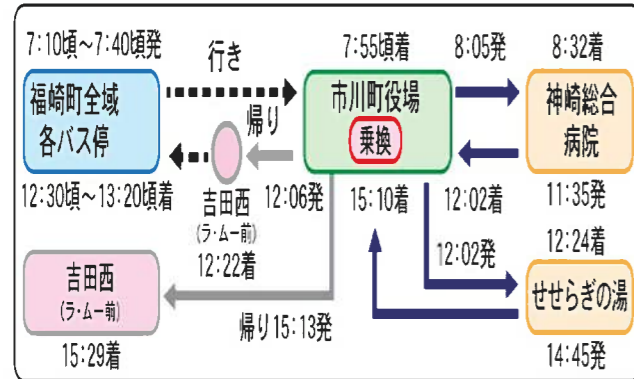 7:10頃～7:40頃発
行き
7:55頃着
8:05発
8:32着
福崎町全域
各バス停
市川町役場
乗換
神崎総合
病院
帰り
12:30頃～13:20頃着
吉田西
(ラ・ムー前)
12:22着
12:06発
15:10着
12:02着
11:35発
12:02発
12:24着
吉田西
(ラ・ムー前)
せせらぎの湯
帰り15:13発
15:29着
14:45発